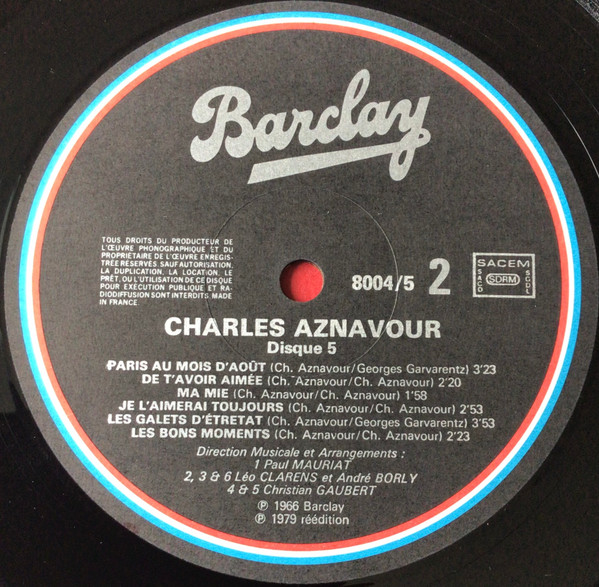 Barclay
TOUS DROITS DU PRODUCTEUR DE
L'ŒUVRE PHONOGRAPHIQUE ET DU
PROPRIETAIRE DE L'ŒUVRE ENREGIS-
TREE RÉSERVÉS SAUF AUTORISATION,
LA DUPLICATION, LA LOCATION, LE
PRÊT, OU L'UTILISATION DE CE DISQUE
POUR EXÉCUTION PUBLIQUE ET RA-
DIODIFFUSION SONT INTERDITS. MADE
IN FRANCE.
8004/5 2
SACEM
SACD
SDRM
SGDL
CHARLES AZNAVOUR
Disque 5
PARIS AU MOIS D'AOÛT (Ch. Aznavour/Georges Garvarentz) 3'23
DE T'AVOIR AIMÉE (Ch. Aznavour/Ch. Aznavour) 2'20
MA MIE (Ch. Aznavour/Ch. Aznavour) 1'58
JE L'AIMERAI TOUJOURS (Ch. Aznavour/Ch. Aznavour) 2'53
LES GALETS D'ÉTRETAT (Ch. Aznavour/Georges Garvarentz) 3'53
LES BONS MOMENTS (Ch. Aznavour/Ch. Aznavour) 2'23
Direction Musicale et Arrangements :
1 Paul MAURIAT
2, 3 & 6 Léo CLARENS et André BORLY
4 & 5 Christian GAUBERT
℗ 1966 Barclay
℗ 1979 réédition